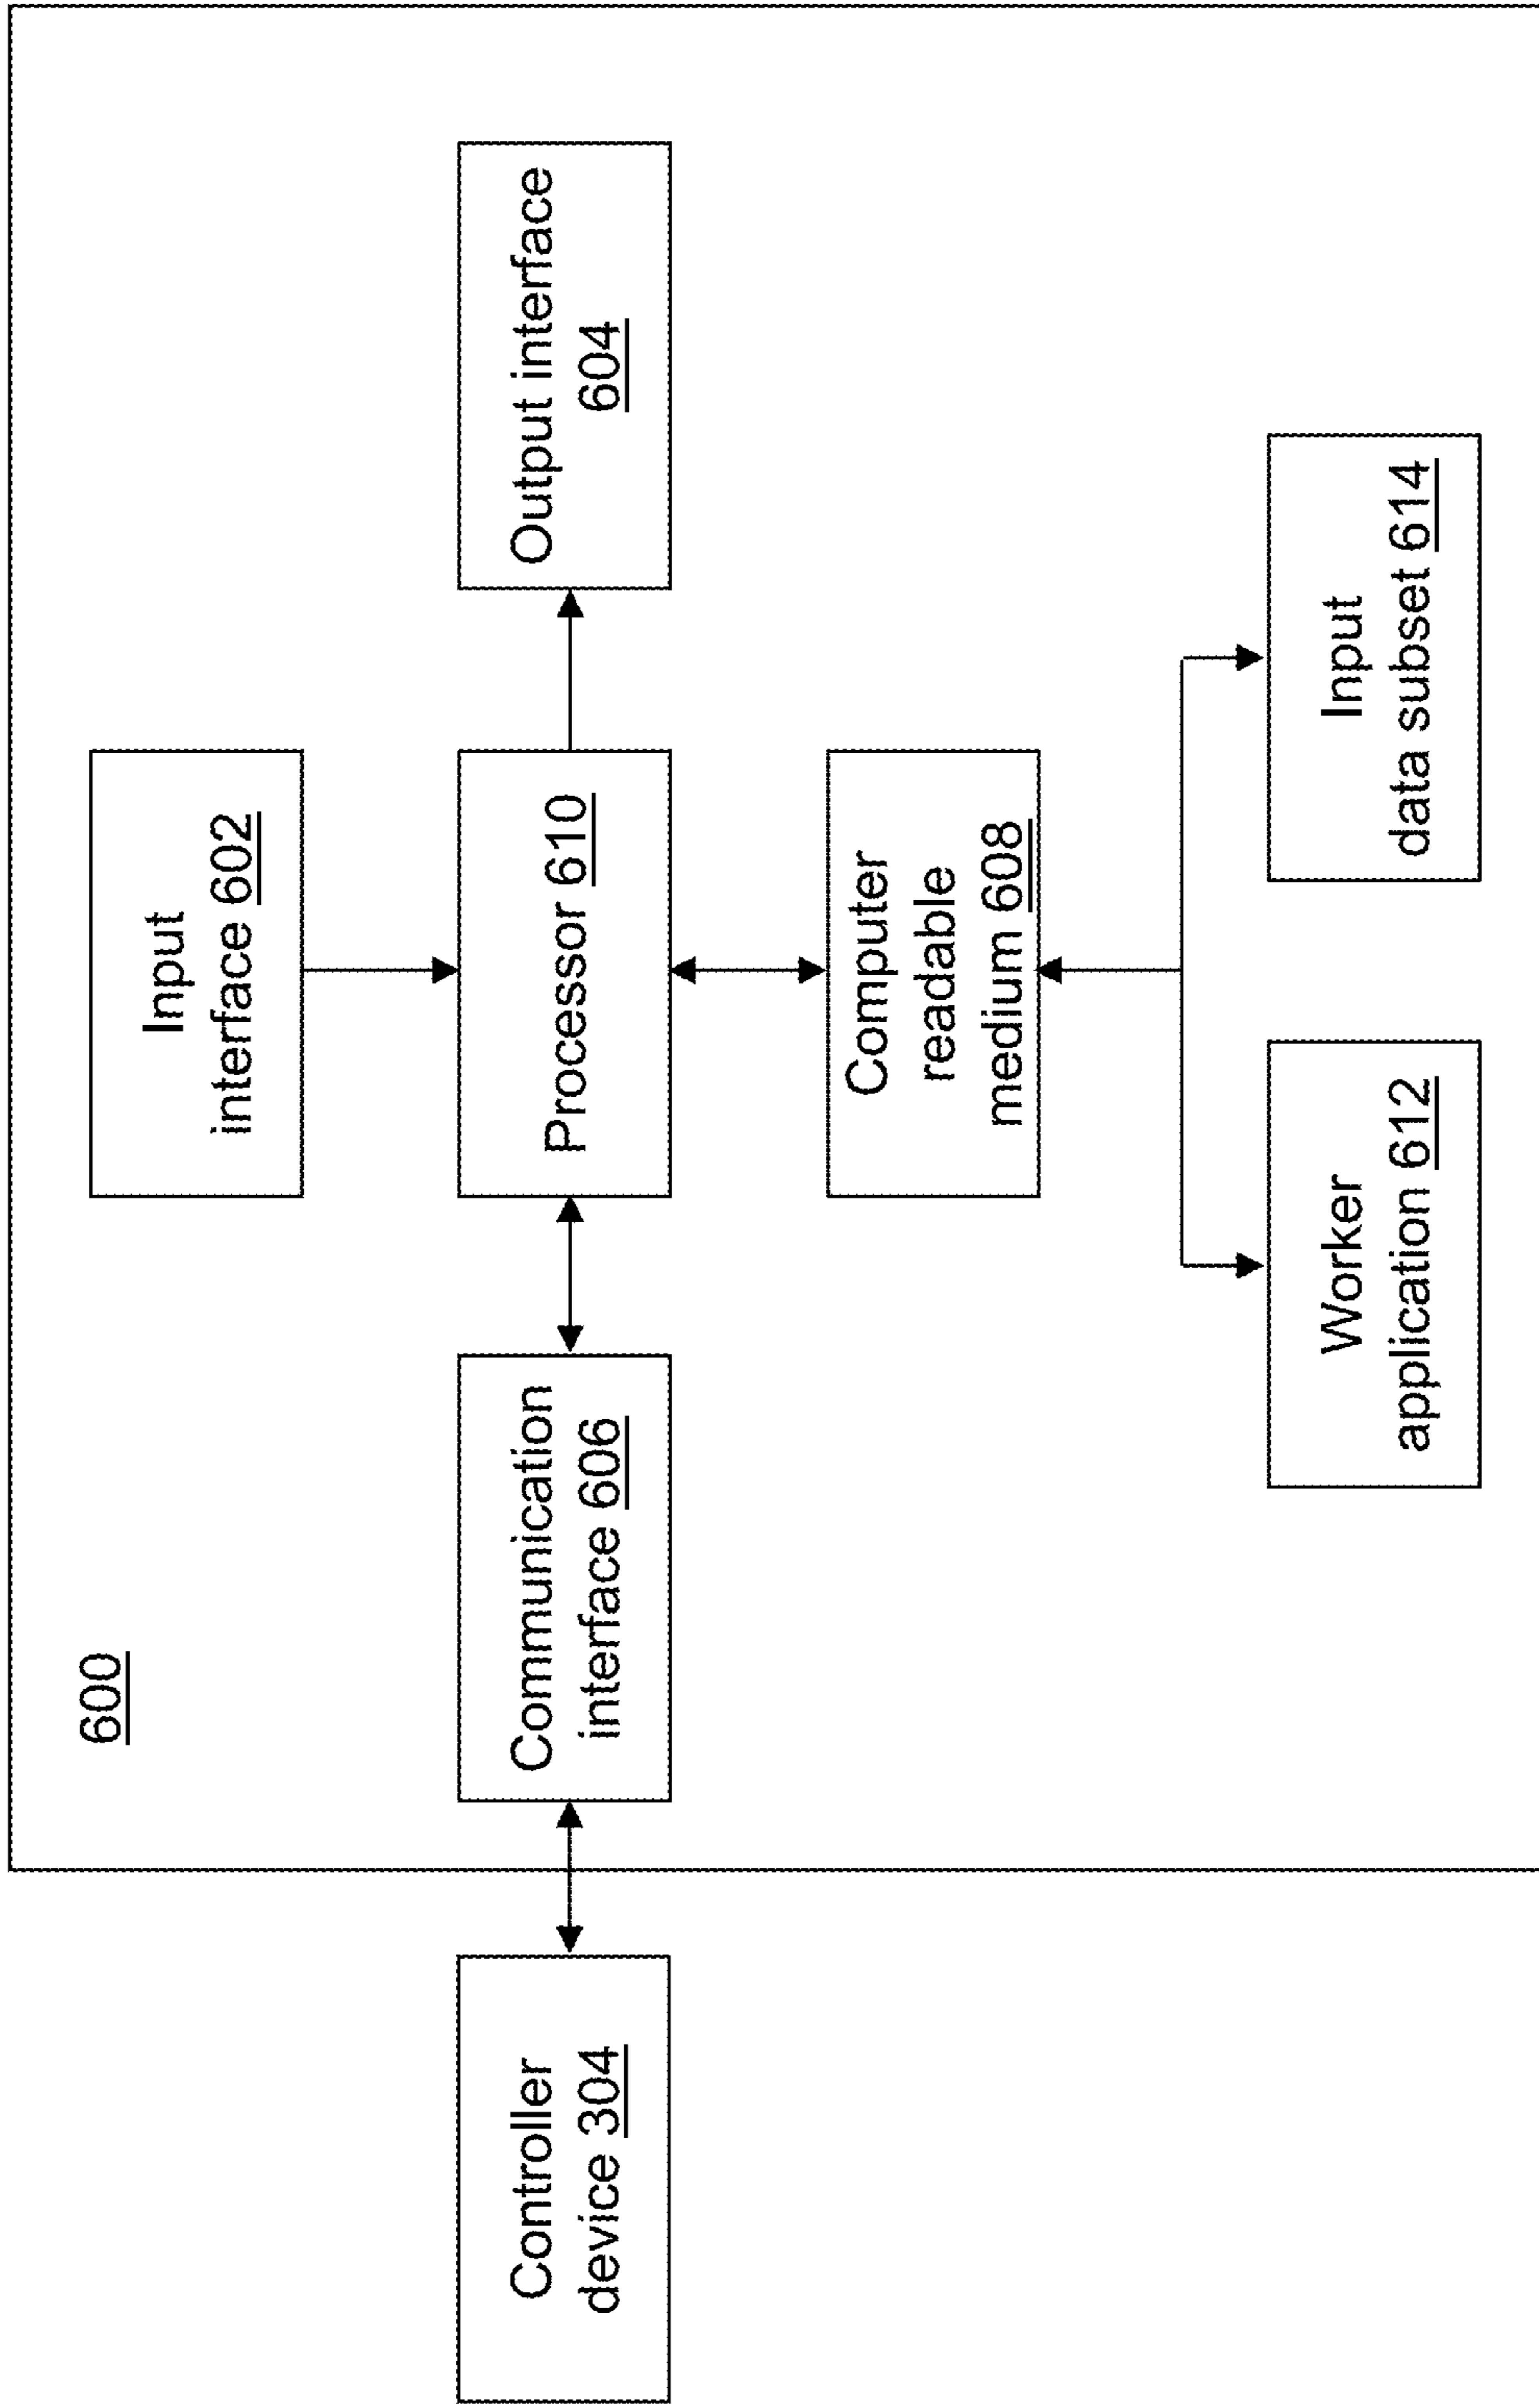 600
Input
interface 602
Controller
device 304
Communication
interface 606
Processor 610
Output interface
604
Computer
readable
medium 608
Worker
application 612
Input
data subset 614